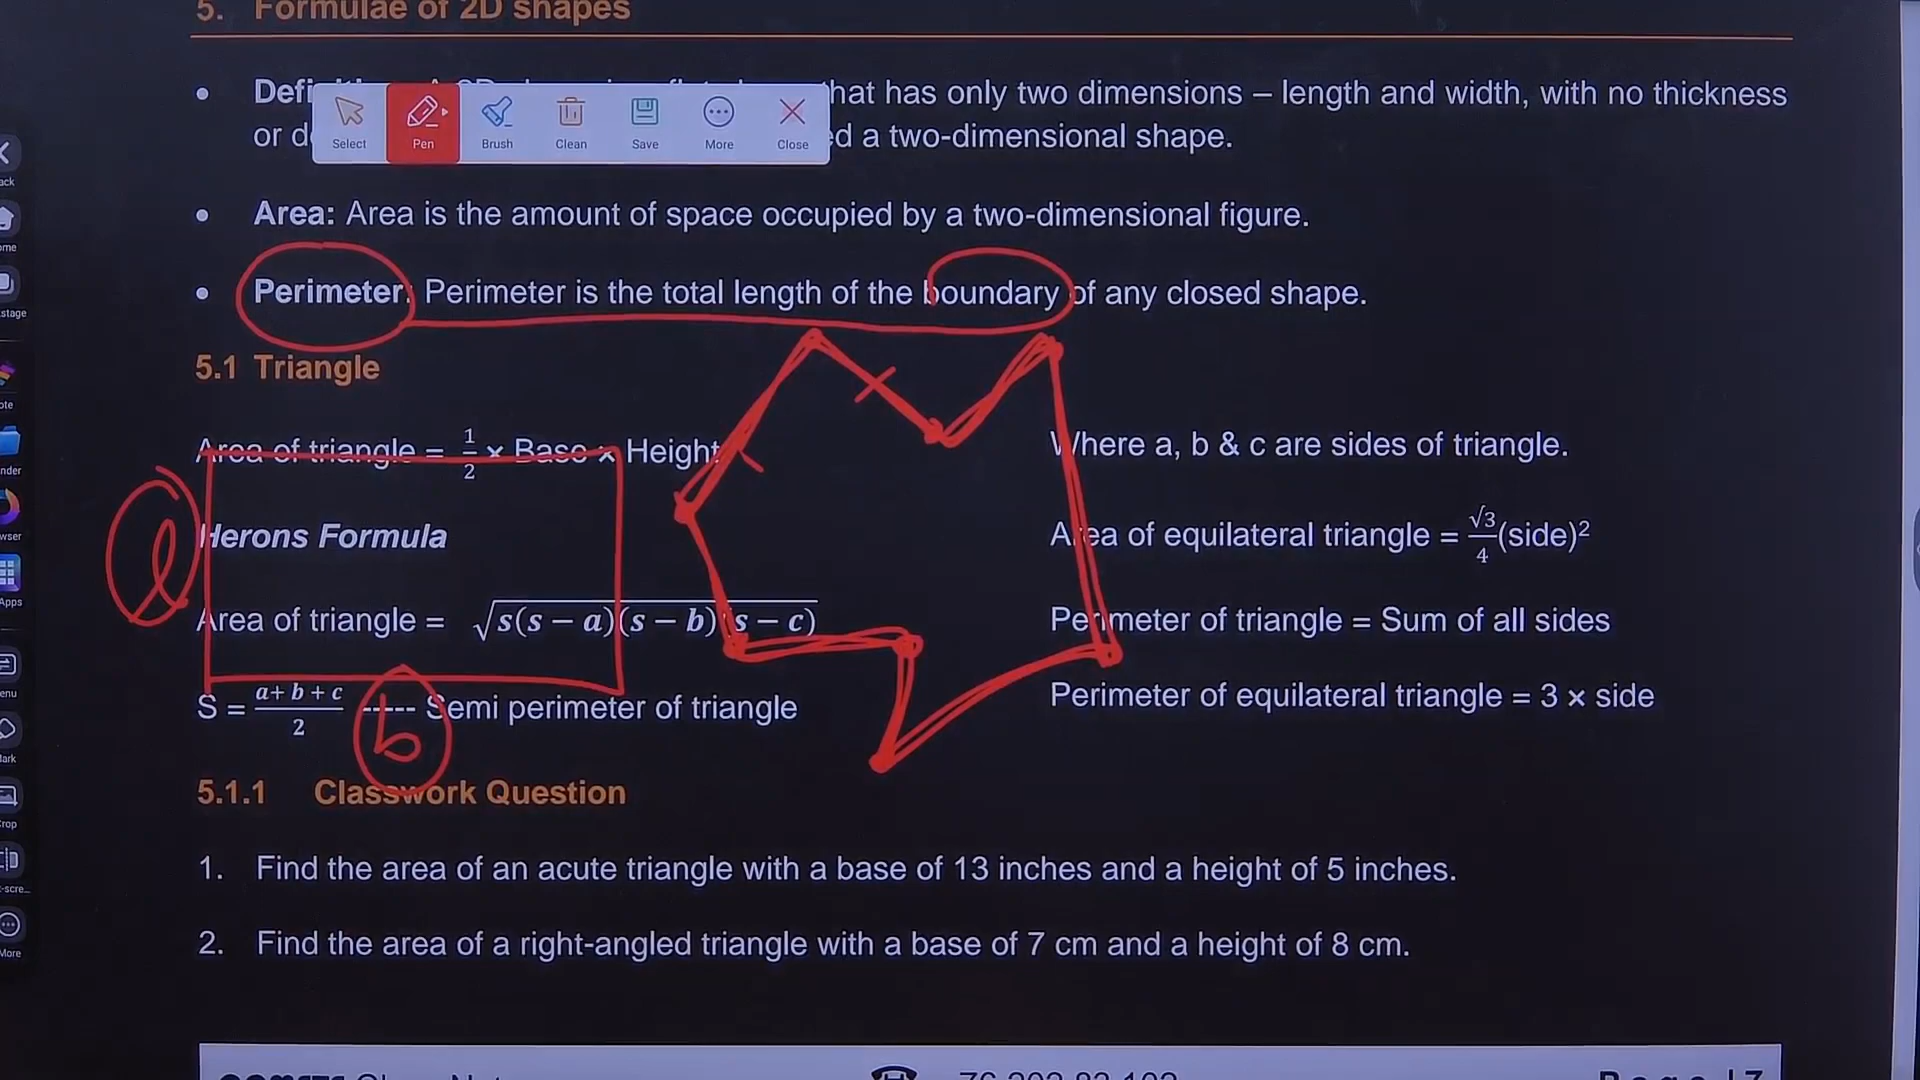 5. Formulae of 2D shapes
that has only two dimensions – length and width, with no thickness
or d ed a two-dimensional shape.
Select Pen Brush Clean Save More Close
• Area: Area is the amount of space occupied by a two-dimensional figure.
• Perimeter: Perimeter is the total length of the boundary of any closed shape.
5.1 Triangle
Area of triangle = 1/2 × Base × Height
Where a, b & c are sides of triangle.
Herons Formula
Area of equilateral triangle = √3/4 (side)²
l
Area of triangle = √s(s – a)(s – b)(s – c)
Perimeter of triangle = Sum of all sides
S = a+ b + c / 2 ----- Semi perimeter of triangle
Perimeter of equilateral triangle = 3 × side
b
5.1.1 Classwork Question
1. Find the area of an acute triangle with a base of 13 inches and a height of 5 inches.
2. Find the area of a right-angled triangle with a base of 7 cm and a height of 8 cm.
Apps
More